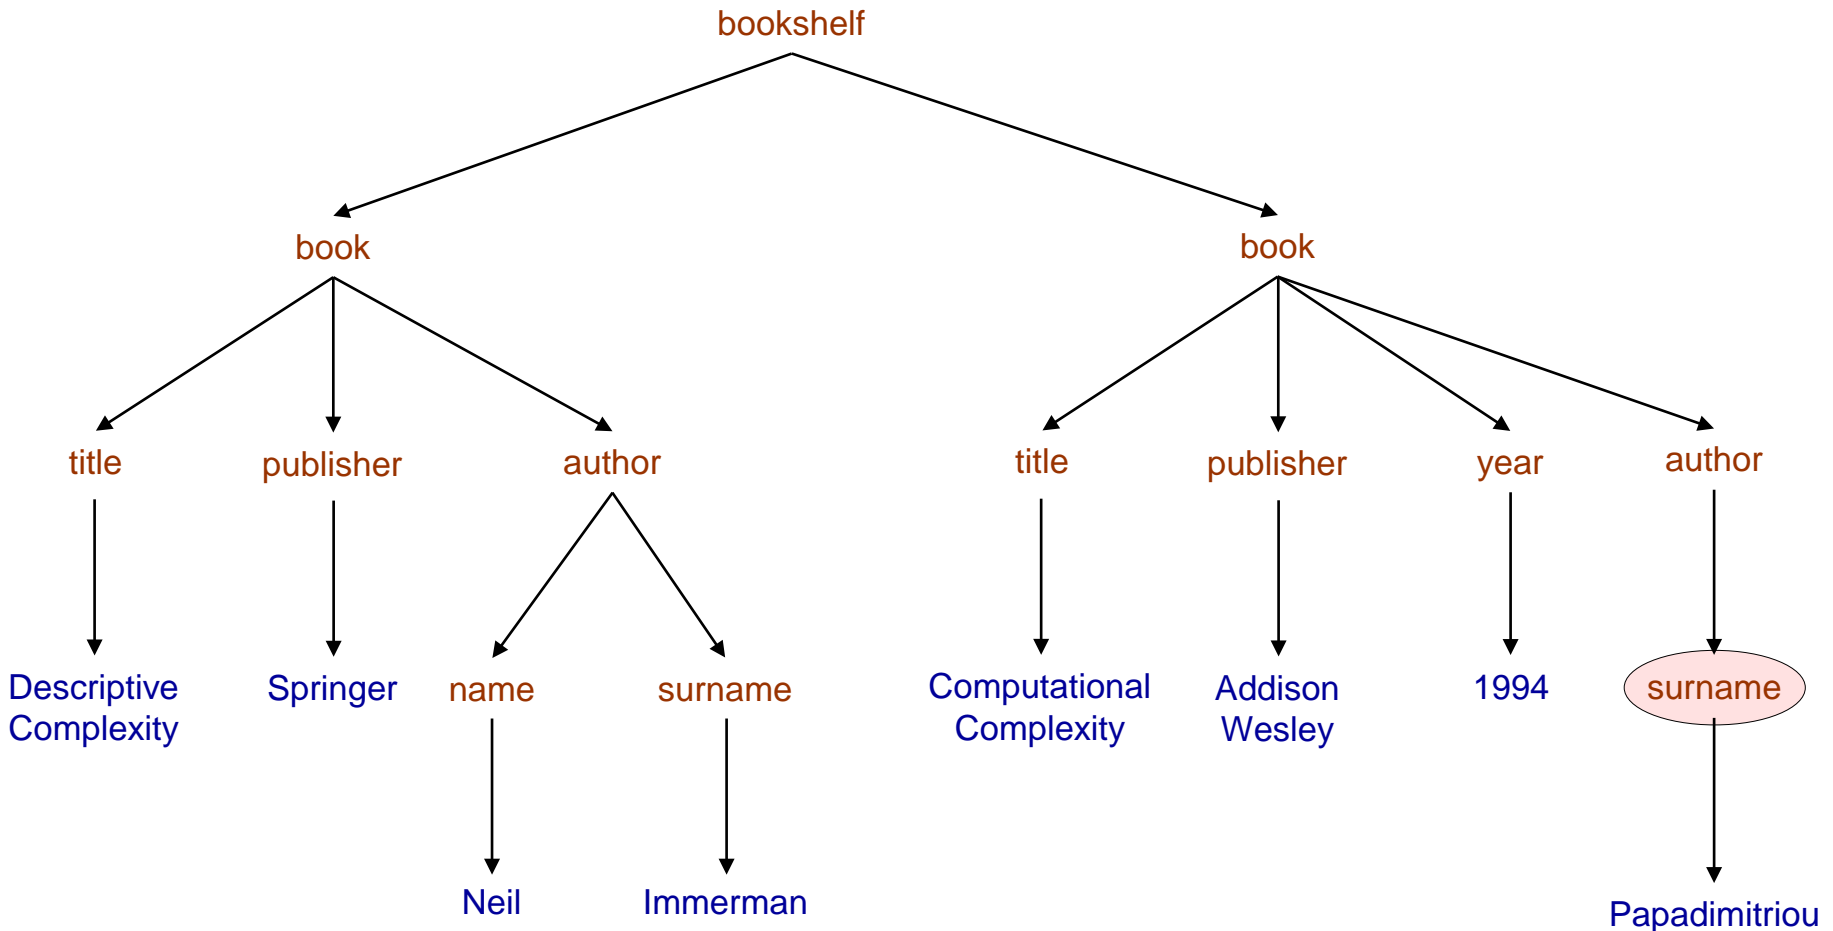 bookshelf
book
book
title
publisher
author
title
publisher
year
author
Descriptive
Complexity
Springer
name
surname
Computational
Complexity
Addison
Wesley
1994
surname
Neil
Immerman
Papadimitriou